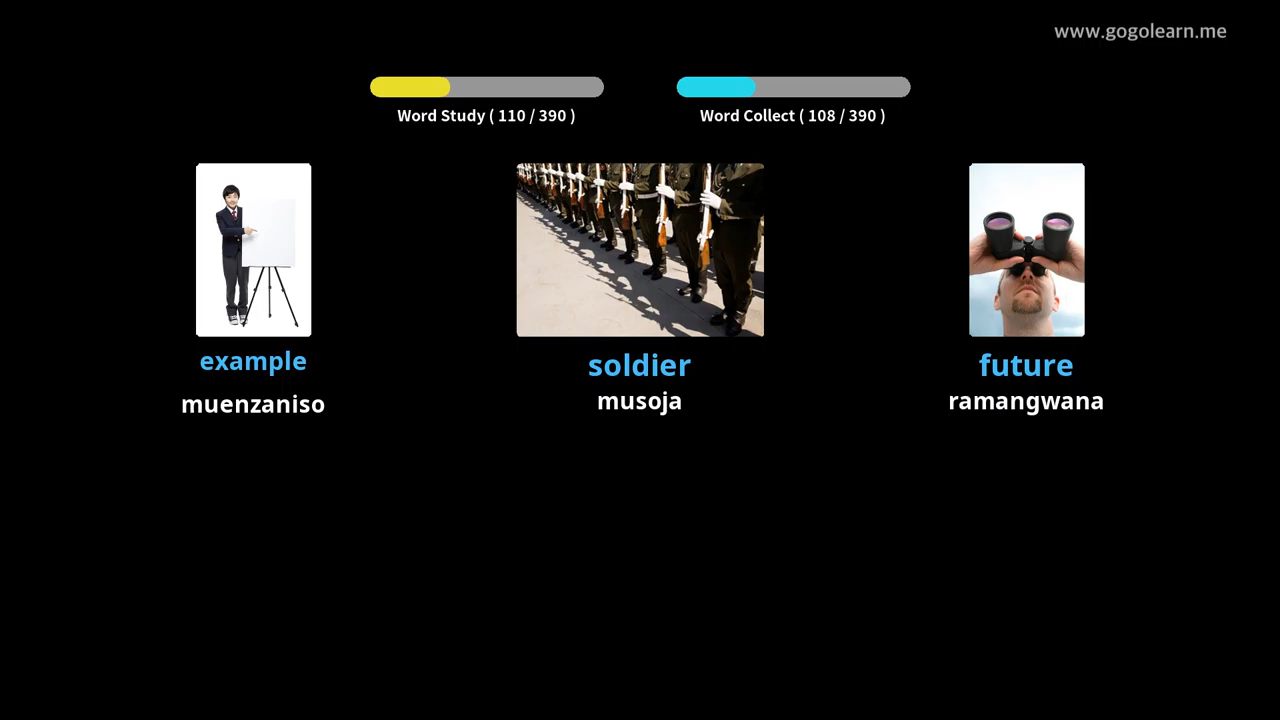 www.gogolearn.me
Word Study ( 110 / 390 )
Word Collect ( 108 / 390 )
example
muenzaniso
soldier
musoja
future
ramangwana